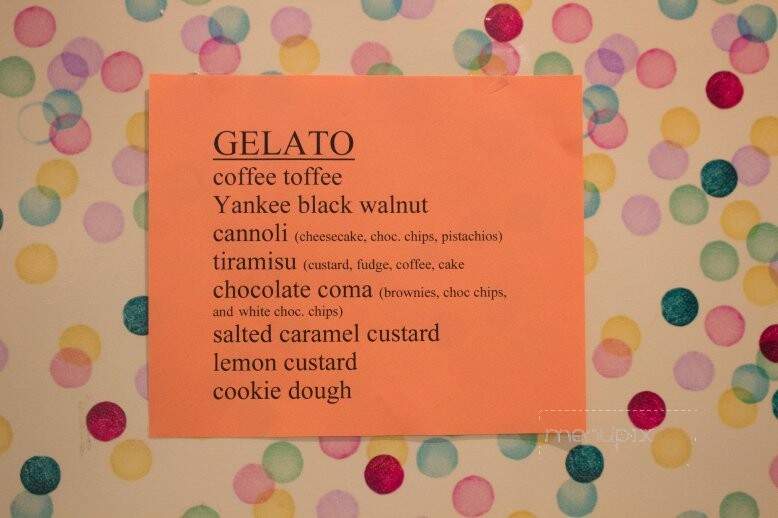 GELATO
coffee toffee
Yankee black walnut
cannoli (cheesecake, choc. chips, pistachios)
tiramisu (custard, fudge, coffee, cake
chocolate coma (brownies, choc chips,
and white choc. chips)
salted caramel custard
lemon custard
cookie dough
menupix